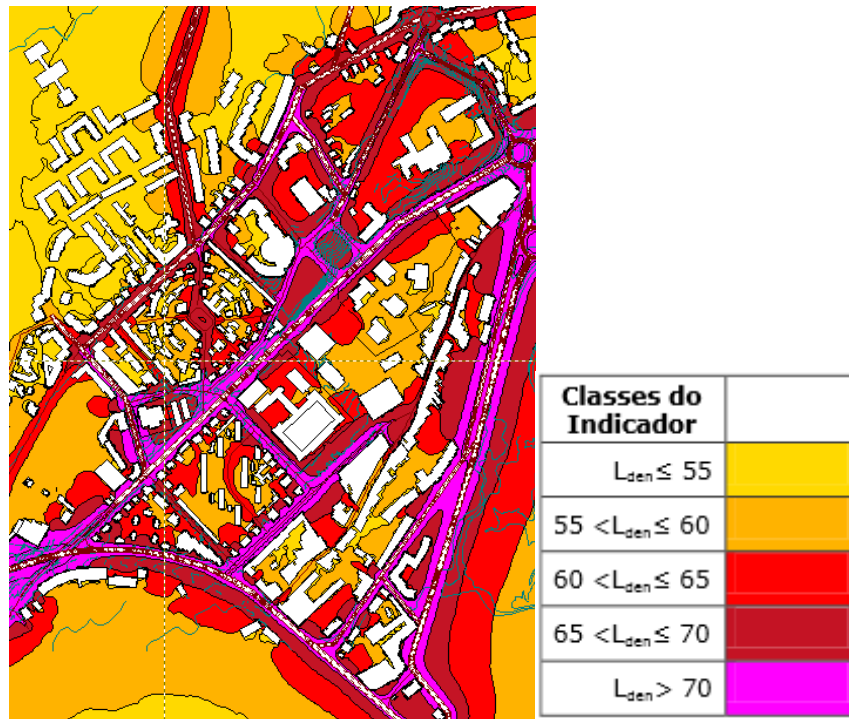 Classes do
Indicador
Lden ≤ 55
55 <Lden ≤ 60
60 <Lden ≤ 65
65 <Lden ≤ 70
Lden > 70